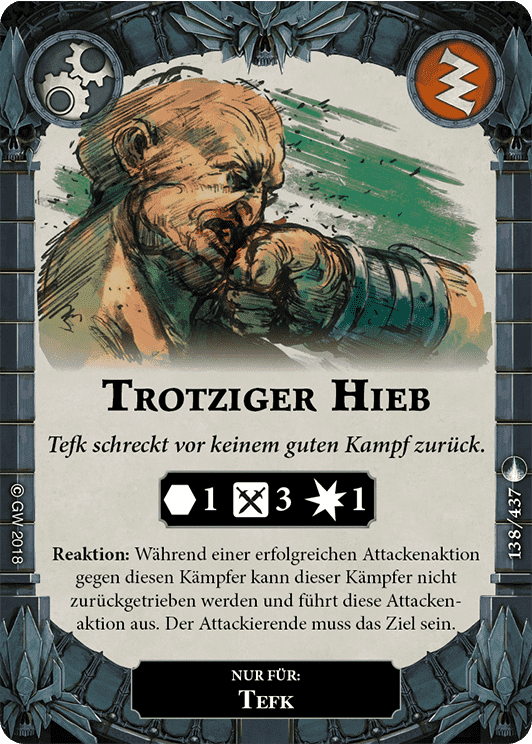 Trotziger Hieb
Tefk schreckt vor keinem guten Kampf zurück.
1 3 1
Reaktion: Während einer erfolgreichen Attackenaktion
gegen diesen Kämpfer kann dieser Kämpfer nicht
zurückgetrieben werden und führt diese Attacken-
aktion aus. Der Attackierende muss das Ziel sein.
NUR FÜR:
Tefk
© GW 2018
138/437